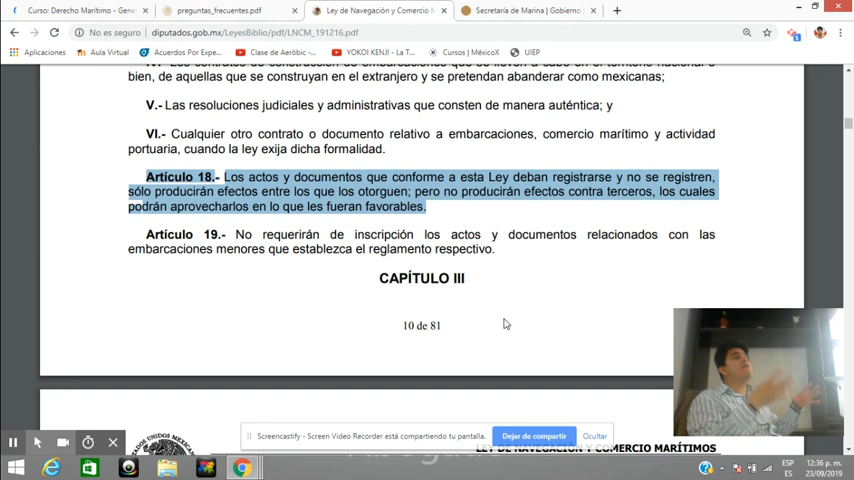 Curso: Derecho Marítimo - Gene
preguntas_frecuentes.pdf
Ley de Navegación y Comercio M
Secretaría de Marina | Gobierno
No es seguro | diputados.gob.mx/LeyesBiblio/pdf/LNCM_191216.pdf
Aplicaciones
Aula Virtual
Acuerdos Por Expe...
Clase de Aerobic...
YOKOI KENJI - La T...
Cursos | MéxicoX
UIEP
bien, de aquellas que se construyan en el extranjero y se pretendan abanderar como mexicanas;
V.- Las resoluciones judiciales y administrativas que consten de manera auténtica; y
VI.- Cualquier otro contrato o documento relativo a embarcaciones, comercio marítimo y actividad
portuaria, cuando la ley exija dicha formalidad.
Artículo 18.- Los actos y documentos que conforme a esta Ley deban registrarse y no se registren,
sólo producirán efectos entre los que los otorguen; pero no producirán efectos contra terceros, los cuales
podrán aprovecharlos en lo que les fueran favorables.
Artículo 19.- No requerirán de inscripción los actos y documentos relacionados con las
embarcaciones menores que establezca el reglamento respectivo.
CAPÍTULO III
10 de 81
Screencastify - Screen Video Recorder está compartiendo tu pantalla.
Dejar de compartir
Ocultar
LEY DE NAVEGACIÓN Y COMERCIO MARÍTIMOS
ESP
ES
12:36 p. m.
23/09/2019